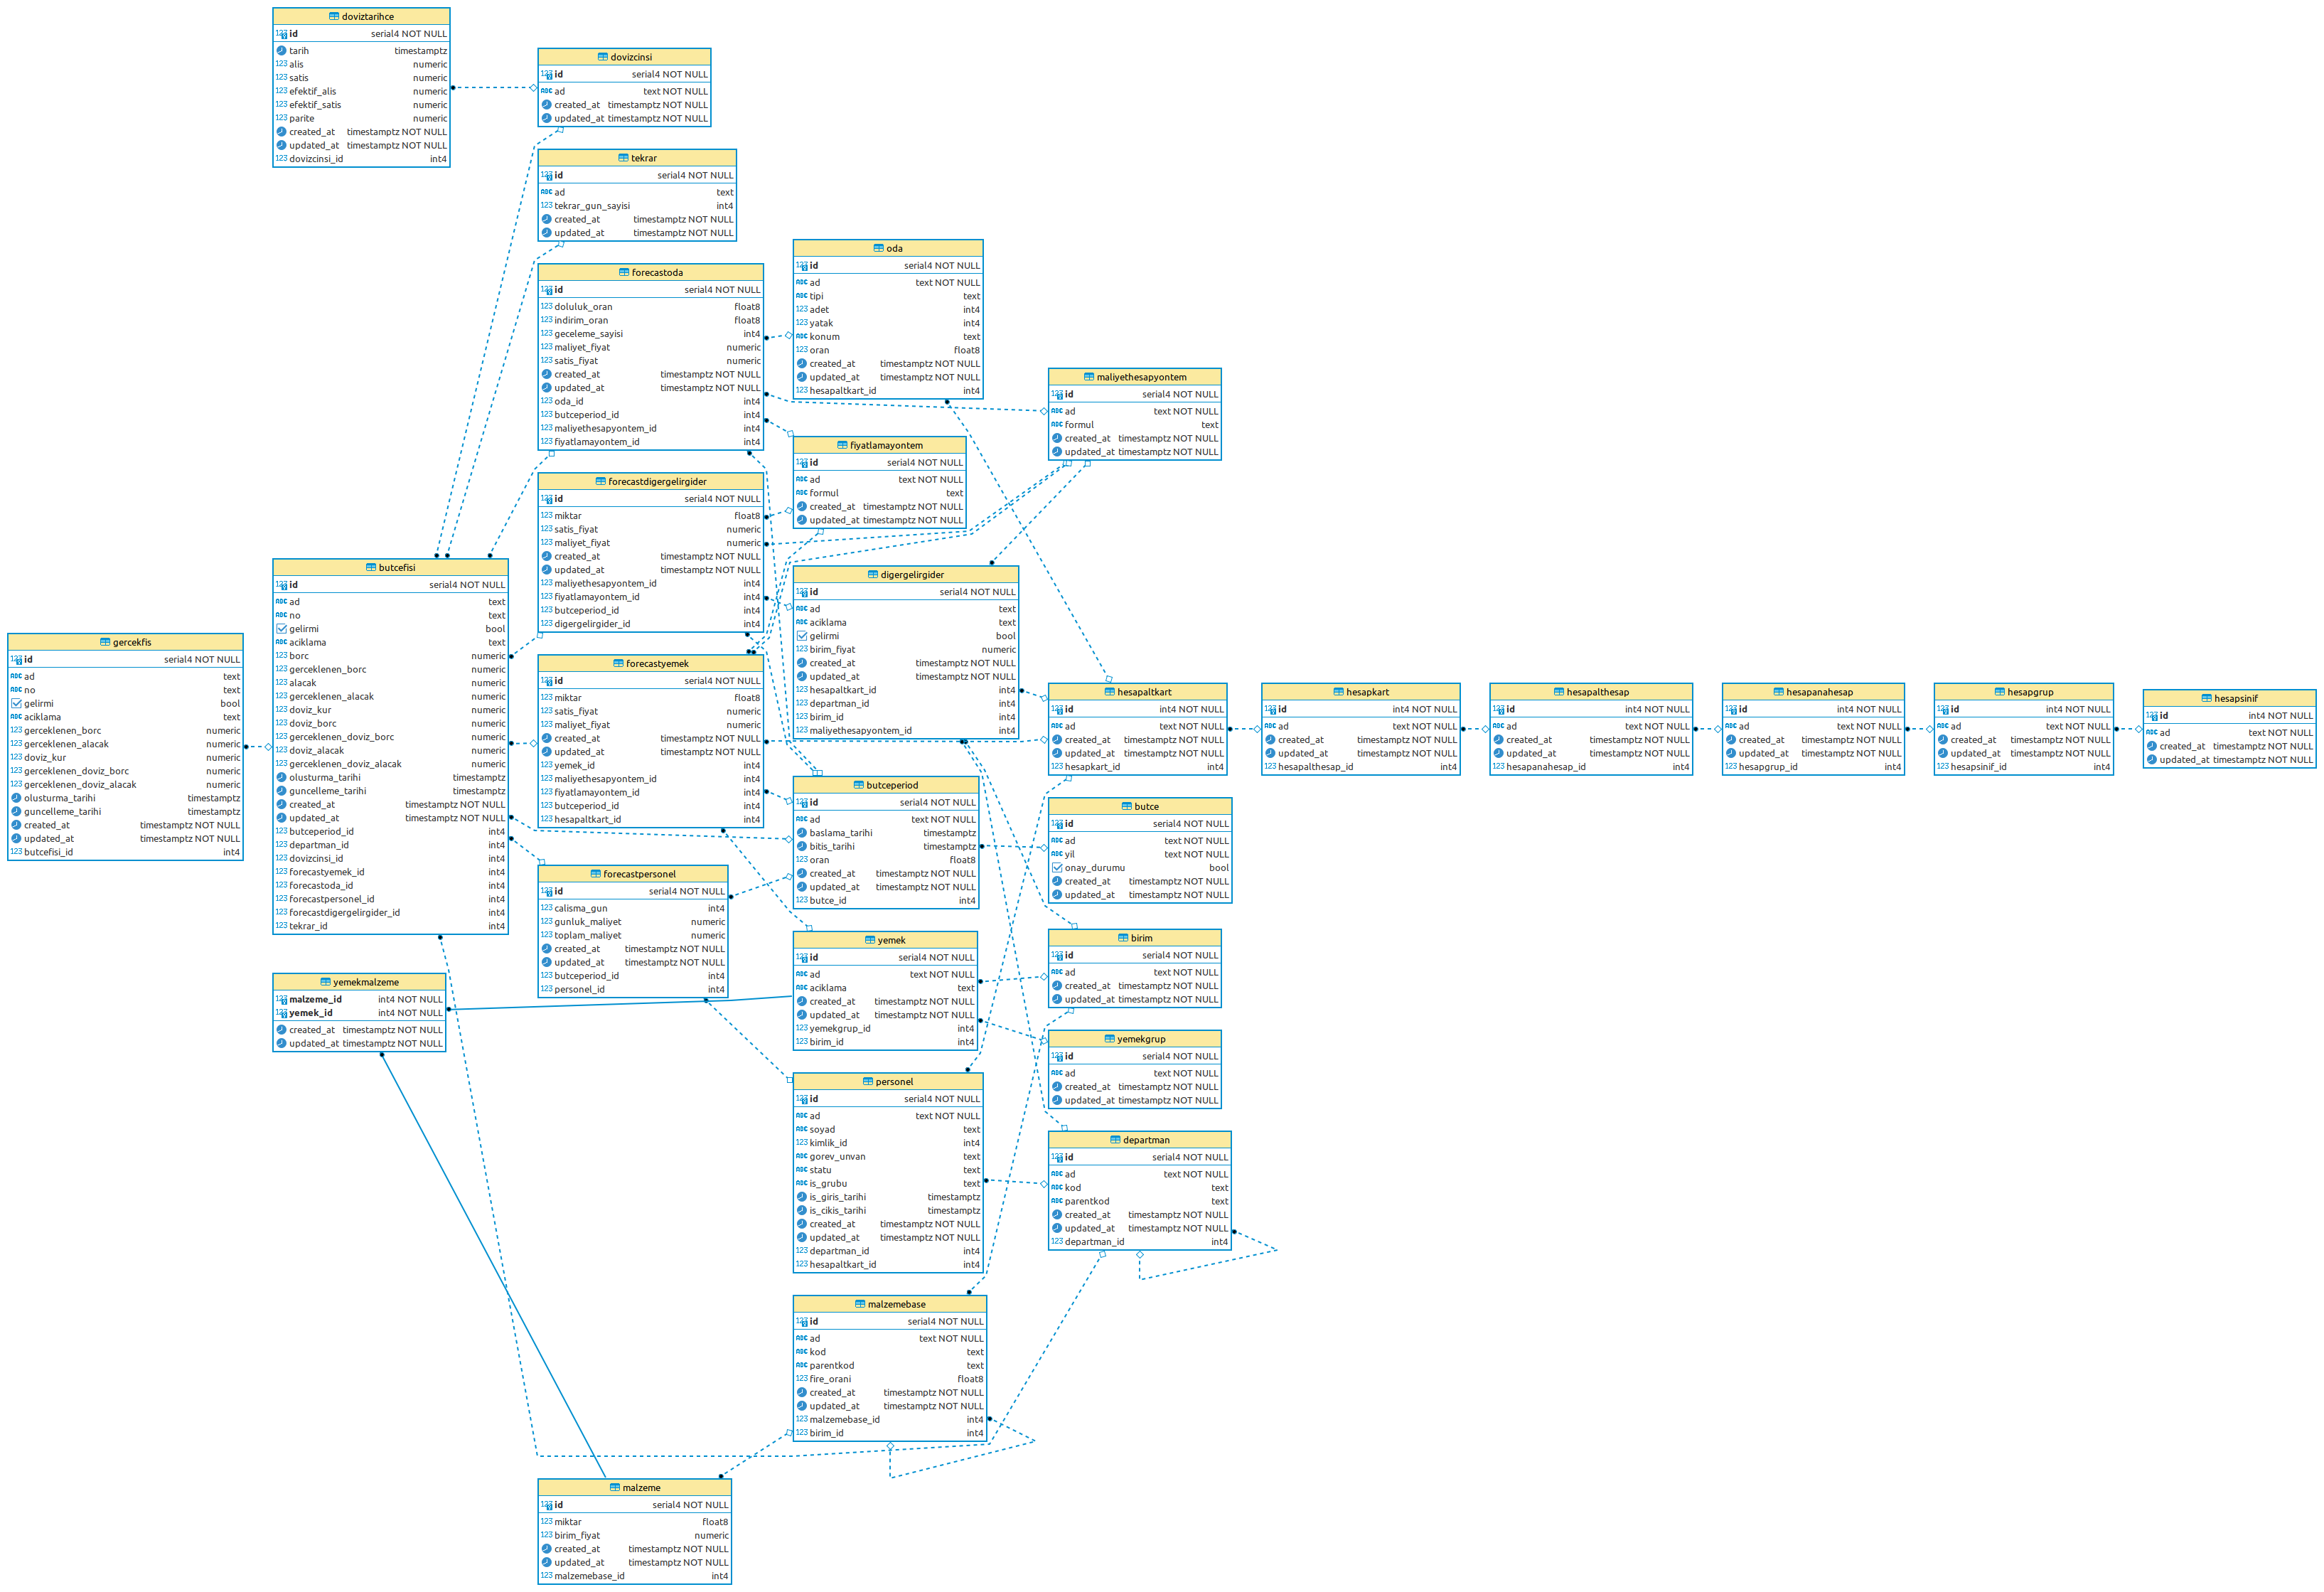 doviztarihce
id serial4 NOT NULL
tarih timestamptz
alis numeric
satis numeric
efektif_alis numeric
efektif_satis numeric
parite numeric
created_at timestamptz NOT NULL
updated_at timestamptz NOT NULL
dovizcinsi_id int4
dovizcinsi
id serial4 NOT NULL
ad text NOT NULL
created_at timestamptz NOT NULL
updated_at timestamptz NOT NULL
tekrar
id serial4 NOT NULL
ad text
tekrar_gun_sayisi int4
created_at timestamptz NOT NULL
updated_at timestamptz NOT NULL
forecastoda
id serial4 NOT NULL
doluluk_oran float8
indirim_oran float8
geceleme_sayisi int4
maliyet_fiyat numeric
satis_fiyat numeric
created_at timestamptz NOT NULL
updated_at timestamptz NOT NULL
oda_id int4
butceperiod_id int4
maliyethesapyontem_id int4
fiyatlamayontem_id int4
oda
id serial4 NOT NULL
ad text NOT NULL
tipi text
adet int4
yatak int4
konum text
oran float8
created_at timestamptz NOT NULL
updated_at timestamptz NOT NULL
hesapaltkart_id int4
maliyethesapyontem
id serial4 NOT NULL
ad text NOT NULL
formul text
created_at timestamptz NOT NULL
updated_at timestamptz NOT NULL
fiyatlamayontem
id serial4 NOT NULL
ad text NOT NULL
formul text
created_at timestamptz NOT NULL
updated_at timestamptz NOT NULL
forecastdigergelirgider
id serial4 NOT NULL
miktar float8
satis_fiyat numeric
maliyet_fiyat numeric
created_at timestamptz NOT NULL
updated_at timestamptz NOT NULL
maliyethesapyontem_id int4
fiyatlamayontem_id int4
butceperiod_id int4
digergelirgider_id int4
butcefisi
id serial4 NOT NULL
ad text
no text
gelirmi bool
aciklama text
borc numeric
gerceklenen_borc numeric
alacak numeric
gerceklenen_alacak numeric
doviz_kur numeric
doviz_borc numeric
gerceklenen_doviz_borc numeric
doviz_alacak numeric
gerceklenen_doviz_alacak numeric
olusturma_tarihi timestamptz
guncelleme_tarihi timestamptz
created_at timestamptz NOT NULL
updated_at timestamptz NOT NULL
butceperiod_id int4
departman_id int4
dovizcinsi_id int4
forecastyemek_id int4
forecastoda_id int4
forecastpersonel_id int4
forecastdigergelirgider_id int4
tekrar_id int4
gercekfis
id serial4 NOT NULL
ad text
no text
gelirmi bool
aciklama text
gerceklenen_borc numeric
gerceklenen_alacak numeric
doviz_kur numeric
gerceklenen_doviz_borc numeric
gerceklenen_doviz_alacak numeric
olusturma_tarihi timestamptz
guncelleme_tarihi timestamptz
created_at timestamptz NOT NULL
updated_at timestamptz NOT NULL
butcefisi_id int4
digergelirgider
id serial4 NOT NULL
ad text
aciklama text
gelirmi bool
birim_fiyat numeric
created_at timestamptz NOT NULL
updated_at timestamptz NOT NULL
hesapaltkart_id int4
departman_id int4
birim_id int4
maliyethesapyontem_id int4
forecastyemek
id serial4 NOT NULL
miktar float8
satis_fiyat numeric
maliyet_fiyat numeric
created_at timestamptz NOT NULL
updated_at timestamptz NOT NULL
yemek_id int4
maliyethesapyontem_id int4
fiyatlamayontem_id int4
butceperiod_id int4
hesapaltkart_id int4
hesapaltkart
id int4 NOT NULL
ad text NOT NULL
created_at timestamptz NOT NULL
updated_at timestamptz NOT NULL
hesapkart_id int4
hesapkart
id int4 NOT NULL
ad text NOT NULL
created_at timestamptz NOT NULL
updated_at timestamptz NOT NULL
hesapalthesap_id int4
hesapalthesap
id int4 NOT NULL
ad text NOT NULL
created_at timestamptz NOT NULL
updated_at timestamptz NOT NULL
hesapanahesap_id int4
hesapanahesap
id int4 NOT NULL
ad text NOT NULL
created_at timestamptz NOT NULL
updated_at timestamptz NOT NULL
hesapgrup_id int4
hesapgrup
id int4 NOT NULL
ad text NOT NULL
created_at timestamptz NOT NULL
updated_at timestamptz NOT NULL
hesapsinif_id int4
hesapsinif
id int4 NOT NULL
ad text NOT NULL
created_at timestamptz NOT NULL
updated_at timestamptz NOT NULL
butceperiod
id serial4 NOT NULL
ad text NOT NULL
baslama_tarihi timestamptz
bitis_tarihi timestamptz
oran float8
created_at timestamptz NOT NULL
updated_at timestamptz NOT NULL
butce_id int4
butce
id serial4 NOT NULL
ad text NOT NULL
yil text NOT NULL
onay_durumu bool
created_at timestamptz NOT NULL
updated_at timestamptz NOT NULL
forecastpersonel
id serial4 NOT NULL
calisma_gun int4
gunluk_maliyet numeric
toplam_maliyet numeric
created_at timestamptz NOT NULL
updated_at timestamptz NOT NULL
butceperiod_id int4
personel_id int4
yemek
id serial4 NOT NULL
ad text NOT NULL
aciklama text
created_at timestamptz NOT NULL
updated_at timestamptz NOT NULL
yemekgrup_id int4
birim_id int4
birim
id serial4 NOT NULL
ad text NOT NULL
created_at timestamptz NOT NULL
updated_at timestamptz NOT NULL
yemekmalzeme
malzeme_id int4 NOT NULL
yemek_id int4 NOT NULL
created_at timestamptz NOT NULL
updated_at timestamptz NOT NULL
yemekgrup
id serial4 NOT NULL
ad text NOT NULL
created_at timestamptz NOT NULL
updated_at timestamptz NOT NULL
personel
id serial4 NOT NULL
ad text NOT NULL
soyad text
kimlik_id int4
gorev_unvan text
statu text
is_grubu text
is_giris_tarihi timestamptz
is_cikis_tarihi timestamptz
created_at timestamptz NOT NULL
updated_at timestamptz NOT NULL
departman_id int4
hesapaltkart_id int4
departman
id serial4 NOT NULL
ad text NOT NULL
kod text
parentkod text
created_at timestamptz NOT NULL
updated_at timestamptz NOT NULL
departman_id int4
malzemebase
id serial4 NOT NULL
ad text NOT NULL
kod text
parentkod text
fire_orani float8
created_at timestamptz NOT NULL
updated_at timestamptz NOT NULL
malzemebase_id int4
birim_id int4
malzeme
id serial4 NOT NULL
miktar float8
birim_fiyat numeric
created_at timestamptz NOT NULL
updated_at timestamptz NOT NULL
malzemebase_id int4